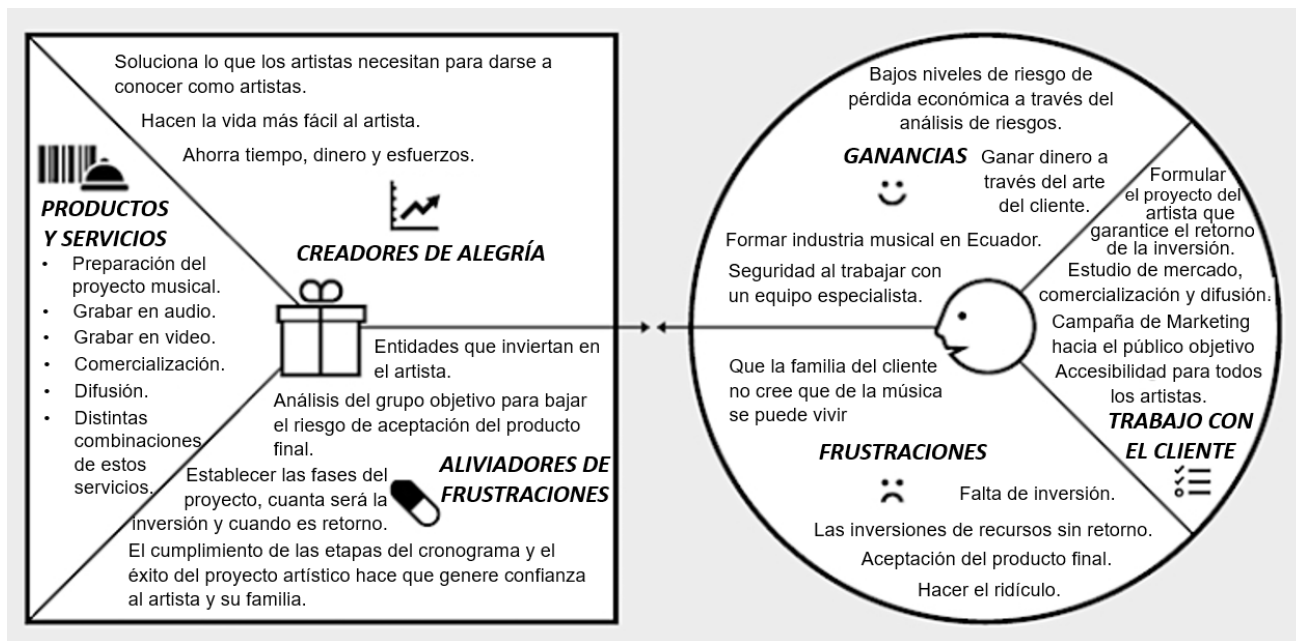 Soluciona lo que los artistas necesitan para darse a
conocer como artistas.
Hacen la vida más fácil al artista.
Ahorra tiempo, dinero y esfuerzos.
CREADORES DE ALEGRÍA
PRODUCTOS
Y SERVICIOS
• Preparación del
proyecto musical.
• Grabar en audio.
• Grabar en video.
• Comercialización.
• Difusión.
• Distintas
combinaciones
de estos
servicios.
Entidades que inviertan en
el artista.
Análisis del grupo objetivo para bajar
el riesgo de aceptación del producto
final.
ALIVIADORES DE
FRUSTRACIONES
Establecer las fases del
proyecto, cuanta será la
inversión y cuando es retorno.
El cumplimiento de las etapas del cronograma y el
éxito del proyecto artístico hace que genere confianza
al artista y su familia.
Bajos niveles de riesgo de
pérdida económica a través del
análisis de riesgos.
GANANCIAS
Ganar dinero a
través del arte
del cliente.
Formar industria musical en Ecuador.
Seguridad al trabajar con
un equipo especialista.
Formular
el proyecto del
artista que
garantice el retorno
de la inversión.
Estudio de mercado,
comercialización y difusión.
Campaña de Marketing
hacia el público objetivo
Accesibilidad para todos
los artistas.
TRABAJO CON
EL CLIENTE
Que la familia del cliente
no cree que de la música
se puede vivir
FRUSTRACIONES
Falta de inversión.
Las inversiones de recursos sin retorno.
Aceptación del producto final.
Hacer el ridículo.